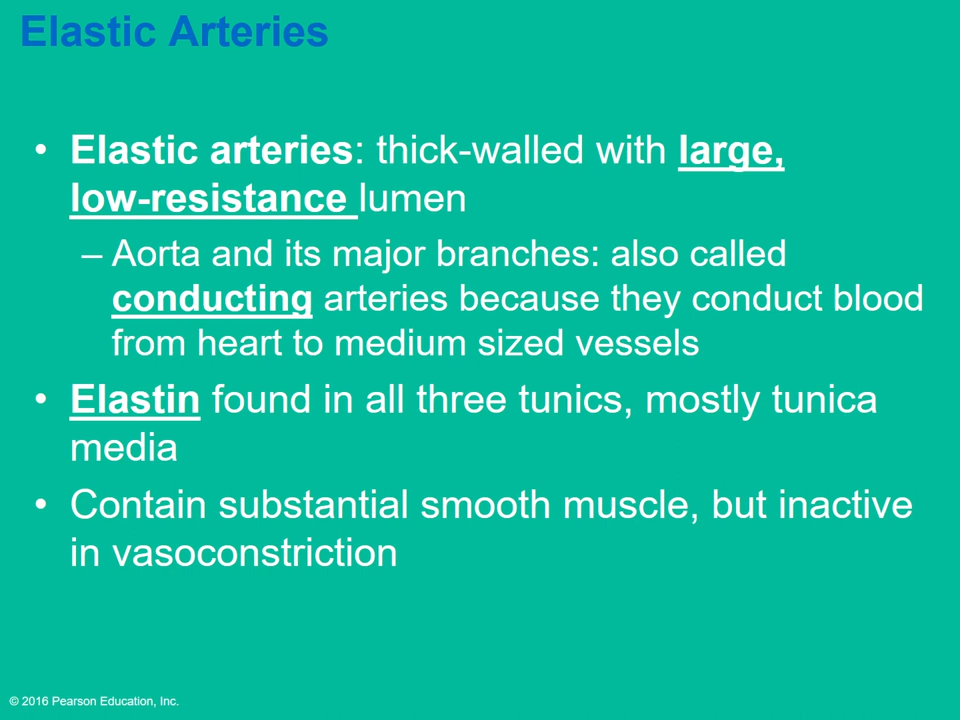 Elastic Arteries
• Elastic arteries: thick-walled with large,
low-resistance lumen
– Aorta and its major branches: also called
conducting arteries because they conduct blood
from heart to medium sized vessels
• Elastin found in all three tunics, mostly tunica
media
• Contain substantial smooth muscle, but inactive
in vasoconstriction
© 2016 Pearson Education, Inc.